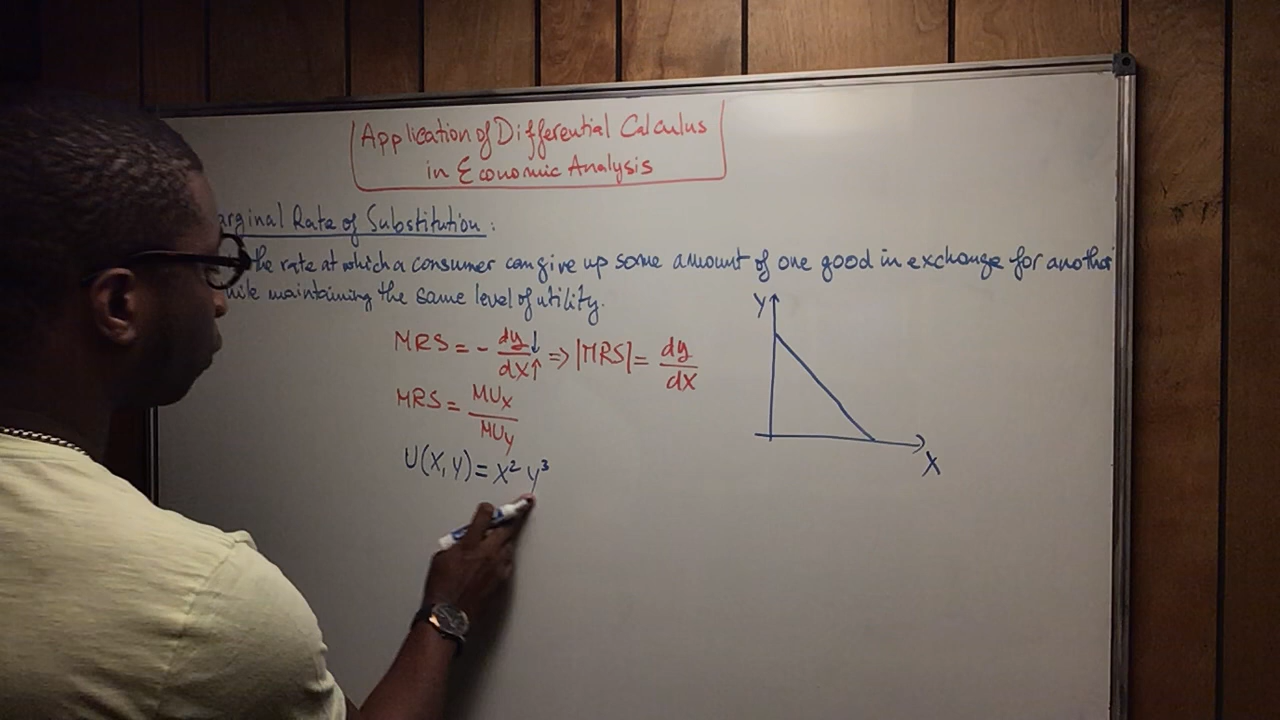 Application of Differential Calculus
in Economic Analysis
arginal Rate of Substitution:
the rate at which a consumer can give up some amount of one good in exchange for another
hile maintaining the same level of utility.
MRS = - dy↓/dX↑ => |MRS| = dy/dX
MRS = MUx/MUy
U(X, Y) = X² Y³
Y
X